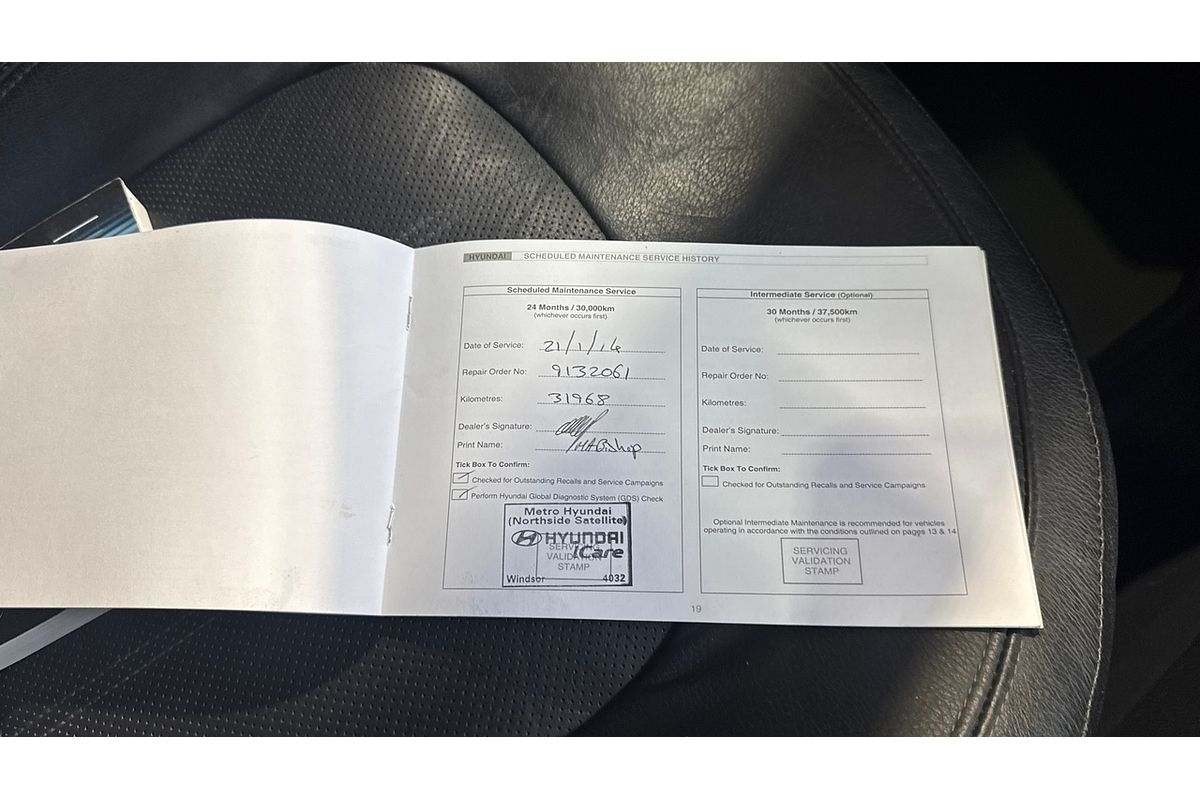 HYUNDAI SCHEDULED MAINTENANCE SERVICE HISTORY
Scheduled Maintenance Service
24 Months / 30,000km
(whichever occurs first)
Date of Service: 21/1/14
Repair Order No: 9132061
Kilometres: 31968
Dealer's Signature:
Print Name:
Tick Box To Confirm:
Checked for Outstanding Recalls and Service Campaigns
Perform Hyundai Global Diagnostic System (GDS) Check
Metro Hyundai
(Northside Satellite)
HYUNDAI
iCare
SERVICING
VALIDATION
STAMP
Windsor 4032
Intermediate Service (Optional)
30 Months / 37,500km
(whichever occurs first)
Date of Service:
Repair Order No:
Kilometres:
Dealer's Signature:
Print Name:
Tick Box To Confirm:
Checked for Outstanding Recalls and Service Campaigns
Optional Intermediate Maintenance is recommended for vehicles
operating in accordance with the conditions outlined on pages 13 & 14
SERVICING
VALIDATION
STAMP
19